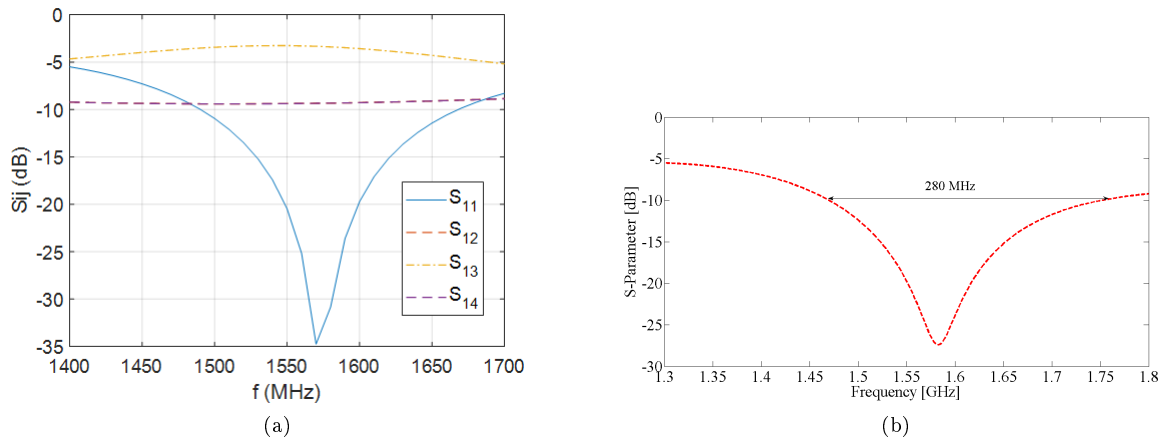 0
-5
-10
-15
-20
-25
-30
-35
Sij (dB)
1400 1450 1500 1550 1600 1650 1700
f (MHz)
S11
S12
S13
S14
(a)
0
-5
-10
-15
-20
-25
-30
S-Parameter [dB]
280 MHz
1.3 1.35 1.4 1.45 1.5 1.55 1.6 1.65 1.7 1.75 1.8
Frequency [GHz]
(b)